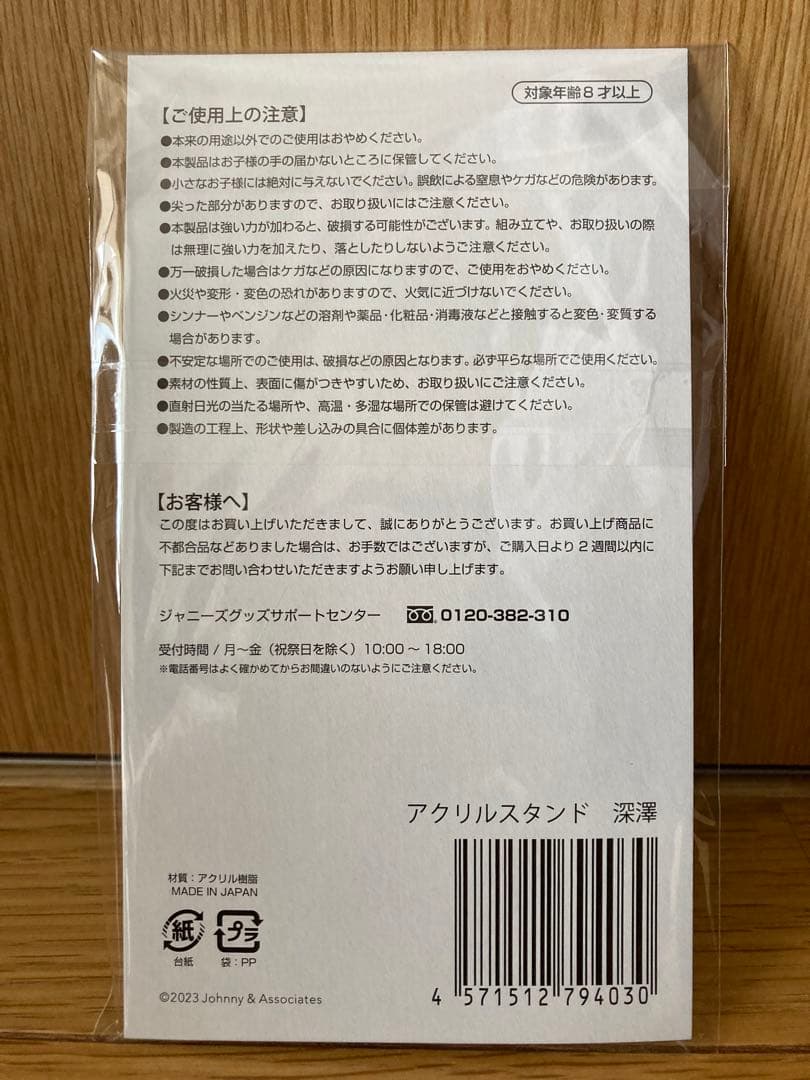 対象年齢8才以上
【ご使用上の注意】
●本来の用途以外でのご使用はおやめください。
●本製品はお子様の手の届かないところに保管してください。
●小さなお子様には絶対に与えないでください。誤飲による窒息やケガなどの危険があります。
●尖った部分がありますので、お取り扱いにはご注意ください。
●本製品は強い力が加わると、破損する可能性がございます。組み立てや、お取り扱いの際
は無理に強い力を加えたり、落としたりしないようご注意ください。
●万一破損した場合はケガなどの原因になりますので、ご使用をおやめください。
●火災や変形・変色の恐れがありますので、火気に近づけないでください。
●シンナーやベンジンなどの溶剤や薬品・化粧品・消毒液などと接触すると変色・変質する
場合があります。
●不安定な場所でのご使用は、破損などの原因となります。必ず平らな場所でご使用ください。
●素材の性質上、表面に傷がつきやすいため、お取り扱いにご注意ください。
●直射日光の当たる場所や、高温・多湿な場所での保管は避けてください。
●製造の工程上、形状や差し込みの具合に個体差があります。
【お客様へ】
この度はお買い上げいただきまして、誠にありがとうございます。お買い上げ商品に
不都合品などありました場合は、お手数ではございますが、ご購入日より2週間以内に
下記までお問い合わせいただきますようお願い申し上げます。
ジャニーズグッズサポートセンター 0120-382-310
受付時間 / 月〜金（祝祭日を除く）10:00 〜 18:00
※電話番号はよく確かめてからお間違いのないようにご注意ください。
アクリルスタンド 深澤
材質：アクリル樹脂
MADE IN JAPAN
紙 プラ
台紙 袋：PP
©2023 Johnny & Associates
4 571512 794030